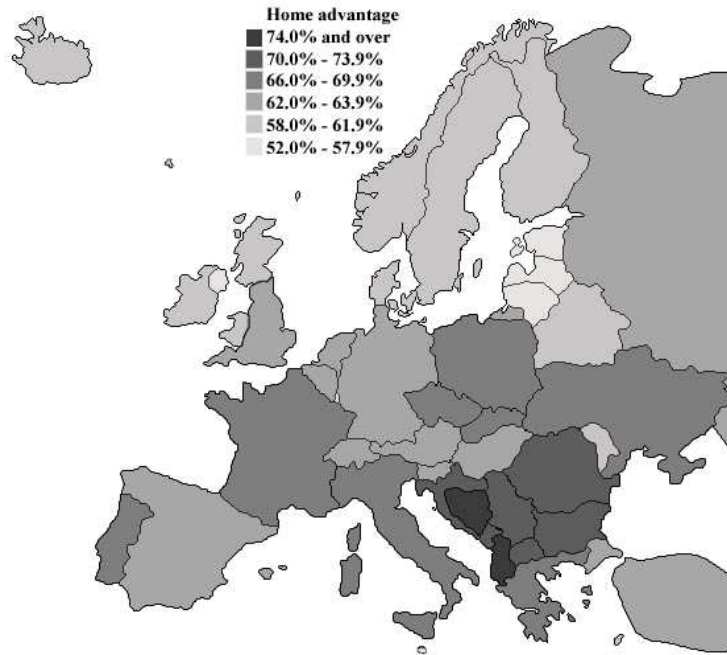 Home advantage
74.0% and over
70.0% - 73.9%
66.0% - 69.9%
62.0% - 63.9%
58.0% - 61.9%
52.0% - 57.9%